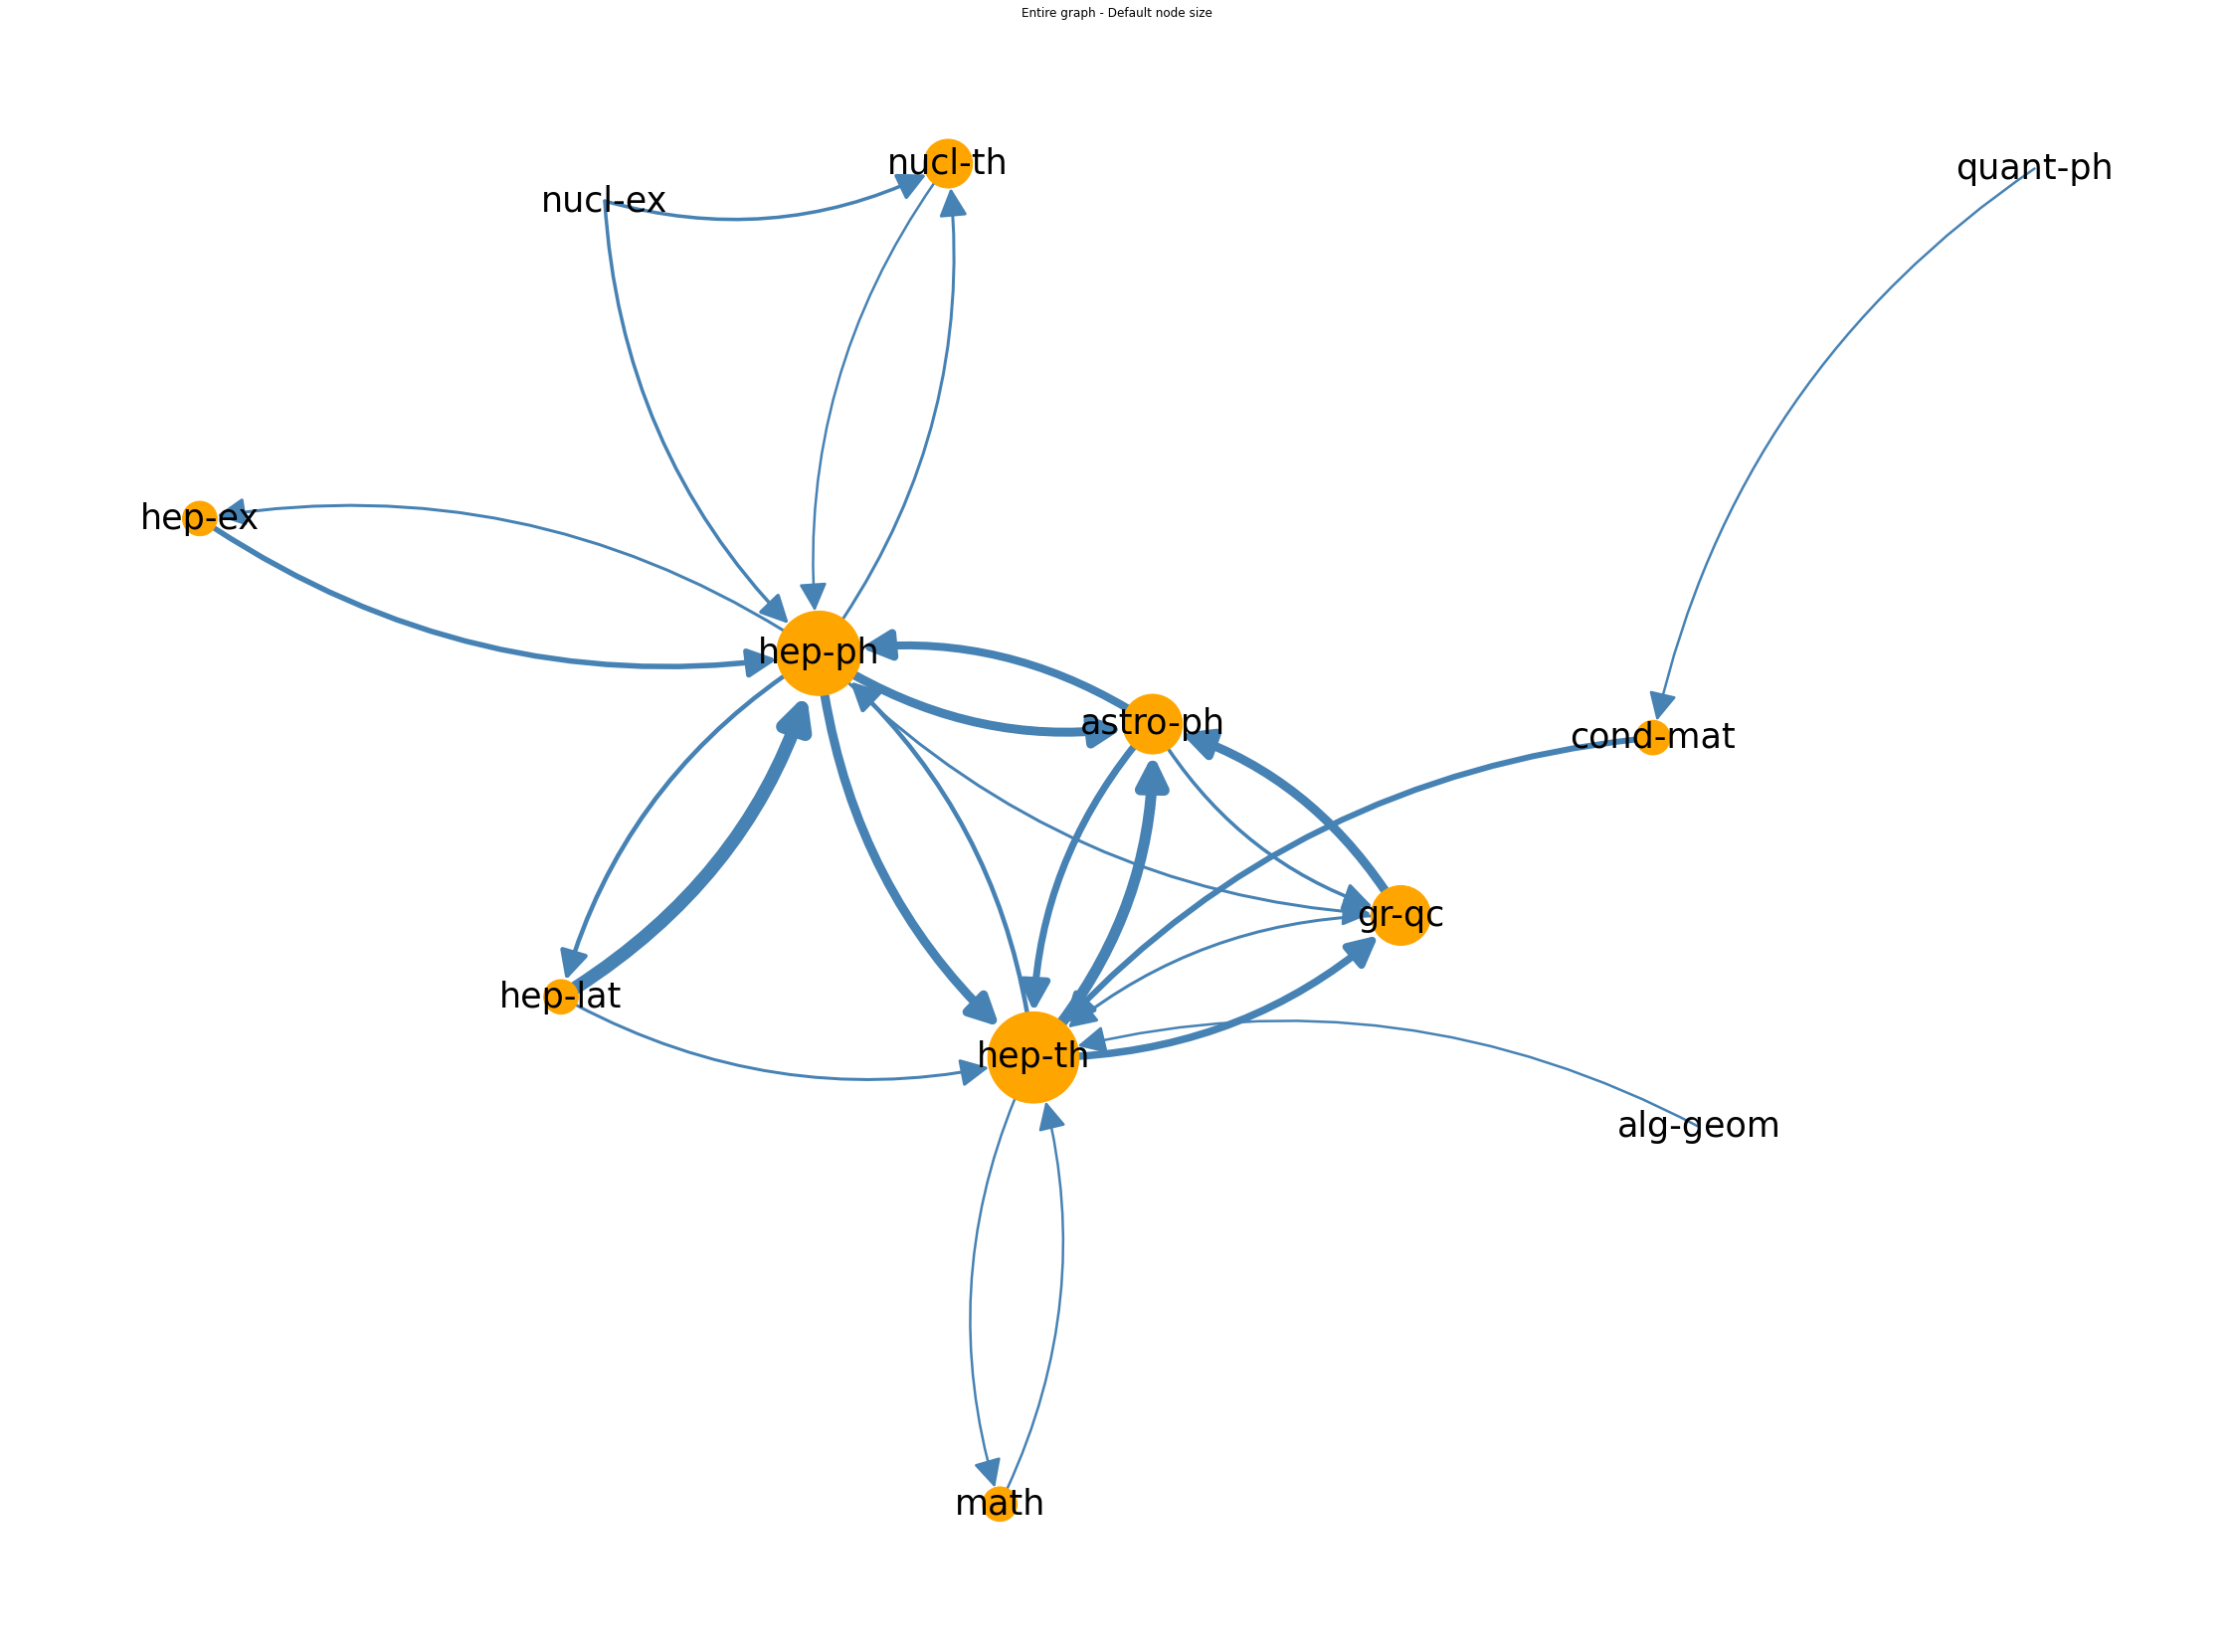 Entire graph - Default node size
nucl-th
quant-ph
nucl-ex
hep-ex
hep-ph
astro-ph
cond-mat
gr-qc
hep-lat
hep-th
alg-geom
math